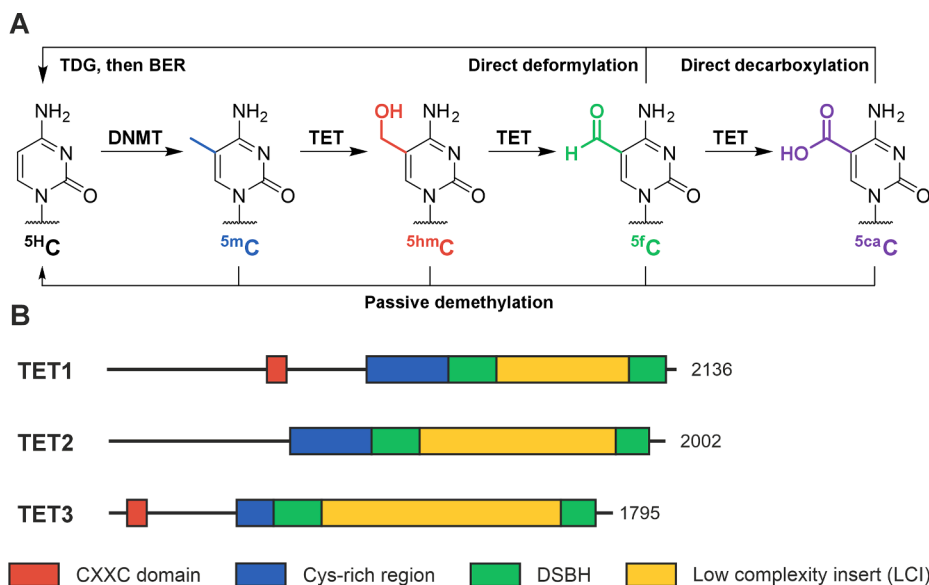 A
TDG, then BER Direct deformylation Direct decarboxylation
NH2 OH NH2 O NH2 O NH2
DNMT TET TET TET
N N H N HO N
N O N O N O N O
5HC 5mC 5hmC 5fC 5caC
Passive demethylation
B
TET1 2136
TET2 2002
TET3 1795
CXXC domain Cys-rich region DSBH Low complexity insert (LCI)